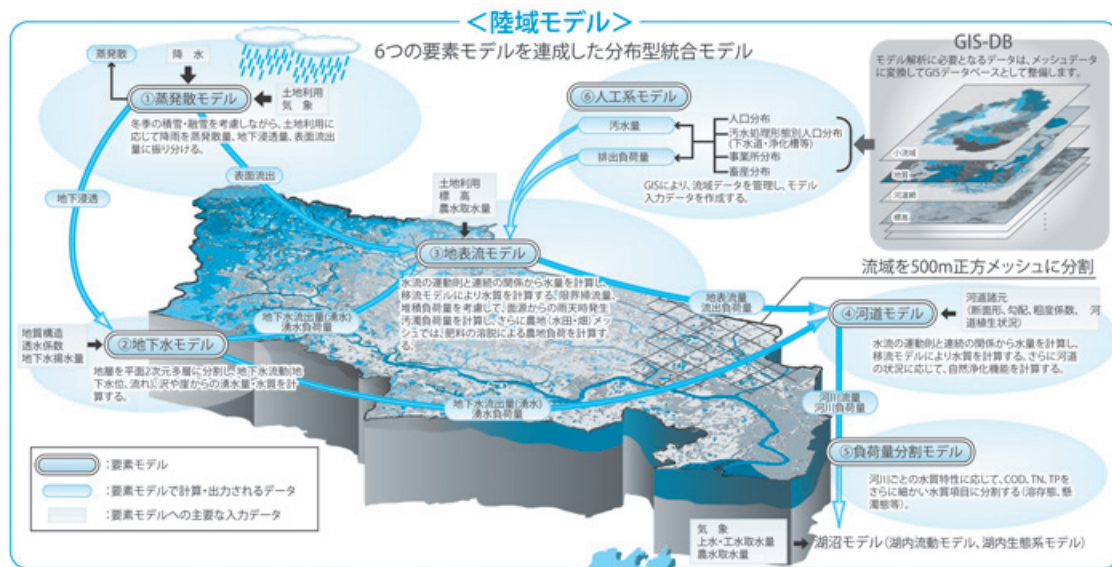 <陸域モデル>
6つの要素モデルを連成した分布型統合モデル
蒸発散
降 水
①蒸発散モデル
土地利用
気 象
冬季の積雪・融雪を考慮しながら、土地利用に
応じて降雨を蒸発散量、地下浸透量、表面流出
量に振り分ける。
⑥人工系モデル
汚水量
排出負荷量
人口分布
汚水処理形態別人口分布
(下水道・浄化槽等)
事業所分布
畜産分布
GISにより、流域データを管理し、モデル
入力データを作成する。
GIS-DB
モデル解析に必要となるデータは、メッシュデータ
に変換してGISデータベースとして整備します。
小流域
地質
河道網
標高
表面流出
地下浸透
土地利用
標 高
農水取水量
③地表流モデル
水流の運動則と連続の関係から水量を計算し、
移流モデルにより水質を計算する。限界掃流量、
堆積負荷量を考慮して、面源からの雨天時発生
汚濁負荷量を計算し、さらに農地(水田・畑)メッ
シュでは、肥料の溶脱による農地負荷を計算す
る。
流域を500m正方メッシュに分割
地表流量
流出負荷量
④河道モデル
河道諸元
(断面形、勾配、粗度係数、 河
道植生状況)
水流の運動則と連続の関係から水量を計算し、
移流モデルにより水質を計算する。さらに河道
の状況に応じて、自然浄化機能を計算する。
地下水流出量(湧水)
湧水負荷量
地質構造
透水係数
地下水揚水量
②地下水モデル
地層を平面2次元多層に分割し、地下水流動(地
下水位、流れ)、沢や崖からの湧水量・水質を計
算する。
地下水流出量(湧水)
湧水負荷量
河川流量
河川負荷量
⑤負荷量分割モデル
河川ごとの水質特性に応じて、COD、TN、TPを
さらに細かい水質項目に分割する(溶存態、懸
濁態等)。
:要素モデル
:要素モデルで計算・出力されるデータ
:要素モデルへの主要な入力データ
気 象
上水・工水取水量
農水取水量
湖沼モデル(湖内流動モデル、湖内生態系モデル)